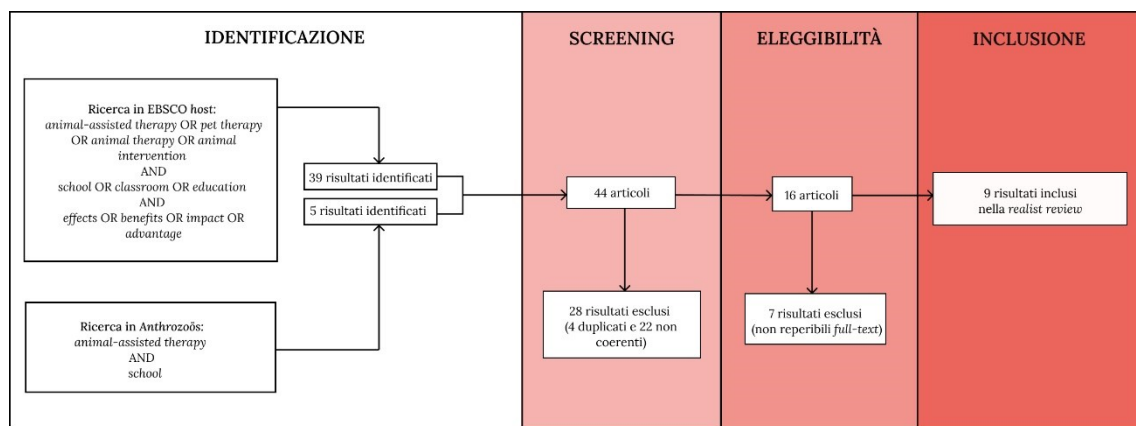 IDENTIFICAZIONE
Ricerca in EBSCO host:
animal-assisted therapy OR pet therapy
OR animal therapy OR animal
intervention
AND
school OR classroom OR education
AND
effects OR benefits OR impact OR
advantage
39 risultati identificati
5 risultati identificati
Ricerca in Anthrozoös:
animal-assisted therapy
AND
school
SCREENING
44 articoli
28 risultati esclusi
(4 duplicati e 22 non
coerenti)
ELEGGIBILITÀ
16 articoli
7 risultati esclusi
(non reperibili full-text)
INCLUSIONE
9 risultati inclusi
nella realist review